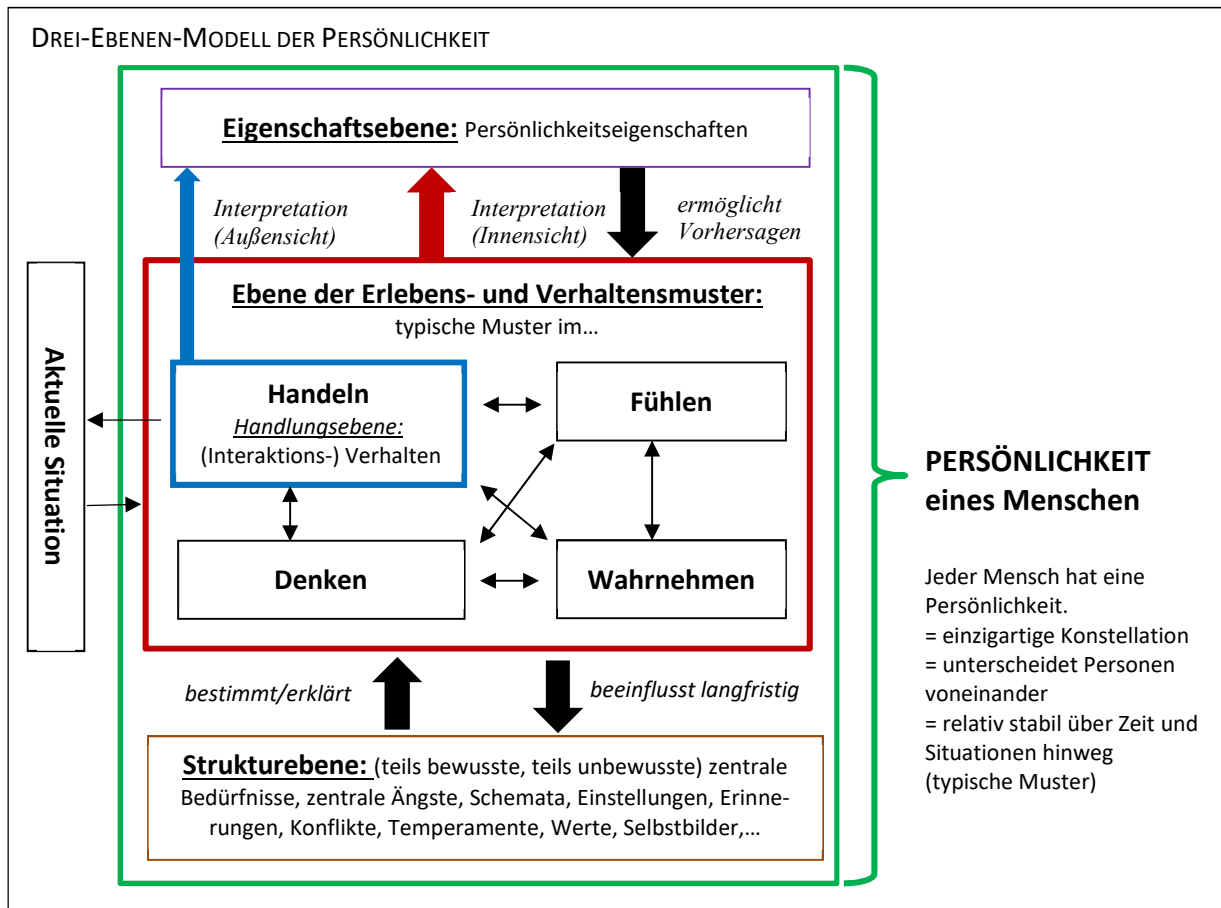 DREI-EBENEN-MODELL DER PERSÖNLICHKEIT
Eigenschaftsebene: Persönlichkeitseigenschaften
Interpretation
(Außensicht)
Interpretation
(Innensicht)
ermöglicht
Vorhersagen
Ebene der Erlebens- und Verhaltensmuster:
typische Muster im…
Aktuelle Situation
Handeln
Handlungsebene:
(Interaktions-) Verhalten
Fühlen
Denken
Wahrnehmen
bestimmt/erklärt
beeinflusst langfristig
Strukturebene: (teils bewusste, teils unbewusste) zentrale
Bedürfnisse, zentrale Ängste, Schemata, Einstellungen, Erinne-
rungen, Konflikte, Temperamente, Werte, Selbstbilder,…
PERSÖNLICHKEIT
eines Menschen
Jeder Mensch hat eine
Persönlichkeit.
= einzigartige Konstellation
= unterscheidet Personen
voneinander
= relativ stabil über Zeit und
Situationen hinweg
(typische Muster)